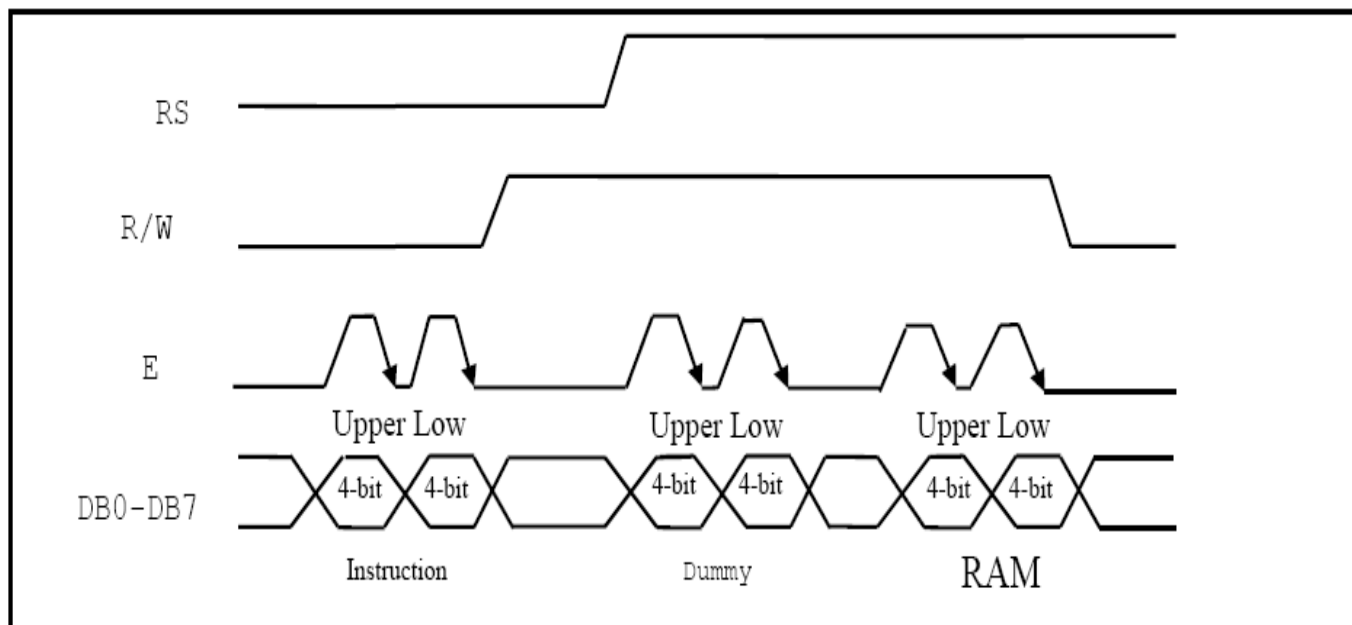 RS
R/W
E
Upper Low Upper Low Upper Low
DB0-DB7 4-bit 4-bit 4-bit 4-bit 4-bit 4-bit
Instruction Dummy RAM